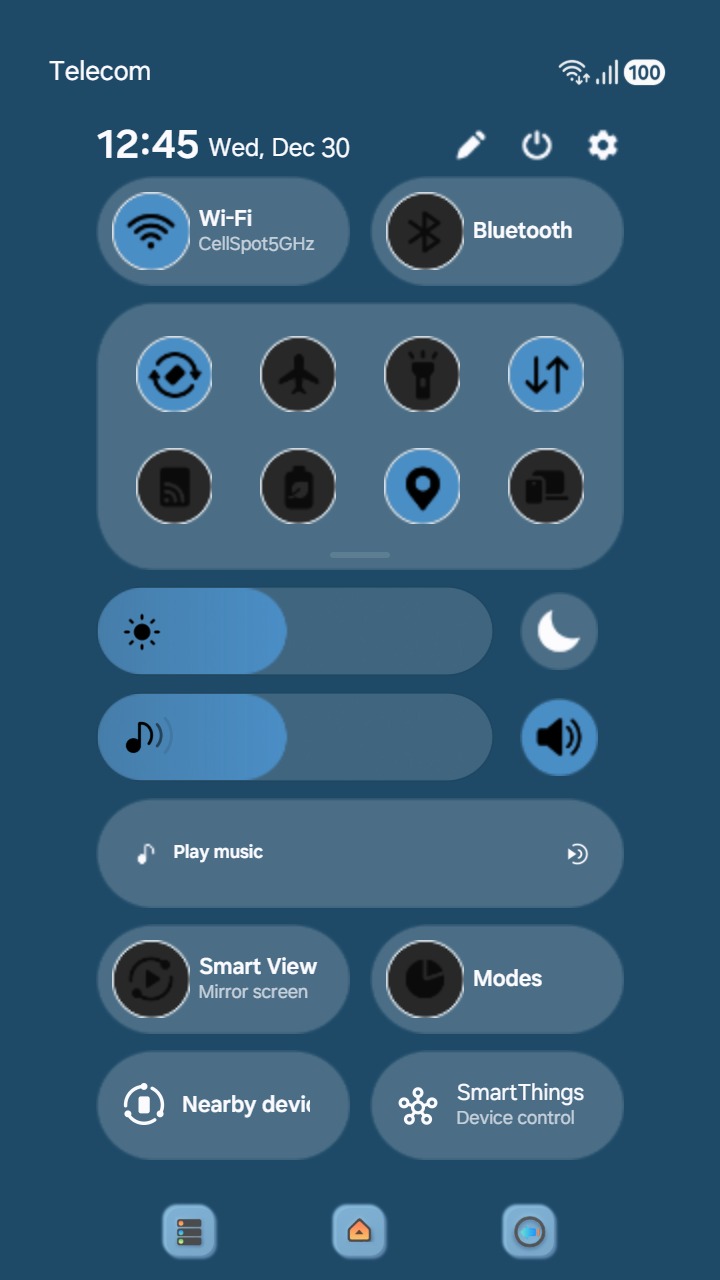 Telecom
100
12:45 Wed, Dec 30
Wi-Fi
CellSpot5GHz
Bluetooth
Play music
Smart View
Mirror screen
Modes
Nearby devic
SmartThings
Device control